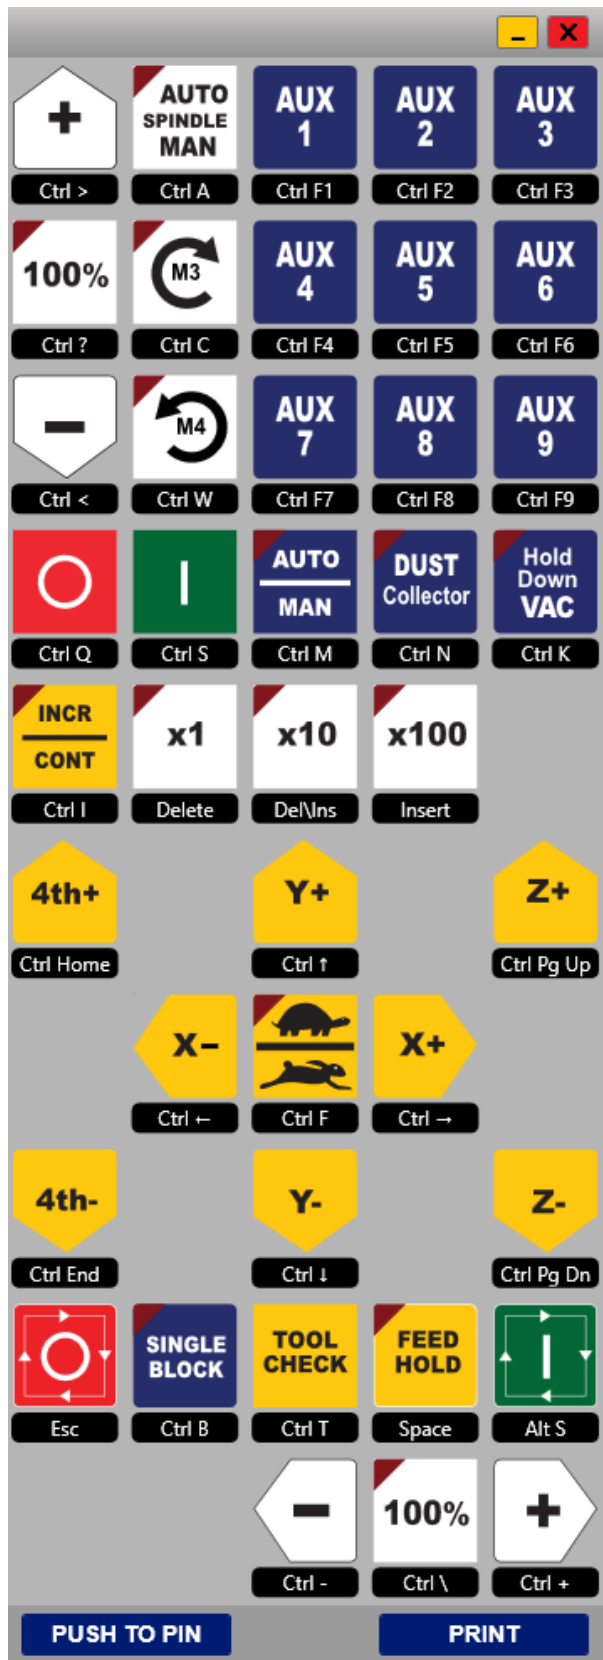 _ X
+ AUTO SPINDLE MAN AUX 1 AUX 2 AUX 3
Ctrl > Ctrl A Ctrl F1 Ctrl F2 Ctrl F3
100% M3 AUX 4 AUX 5 AUX 6
Ctrl ? Ctrl C Ctrl F4 Ctrl F5 Ctrl F6
− M4 AUX 7 AUX 8 AUX 9
Ctrl < Ctrl W Ctrl F7 Ctrl F8 Ctrl F9
O I AUTO MAN DUST Collector Hold Down VAC
Ctrl Q Ctrl S Ctrl M Ctrl N Ctrl K
INCR CONT x1 x10 x100
Ctrl I Delete Del\Ins Insert
4th+ Y+ Z+
Ctrl Home Ctrl ↑ Ctrl Pg Up
X− X+
Ctrl ← Ctrl F Ctrl →
4th- Y- Z-
Ctrl End Ctrl ↓ Ctrl Pg Dn
O SINGLE BLOCK TOOL CHECK FEED HOLD I
Esc Ctrl B Ctrl T Space Alt S
− 100% +
Ctrl - Ctrl \ Ctrl +
PUSH TO PIN PRINT